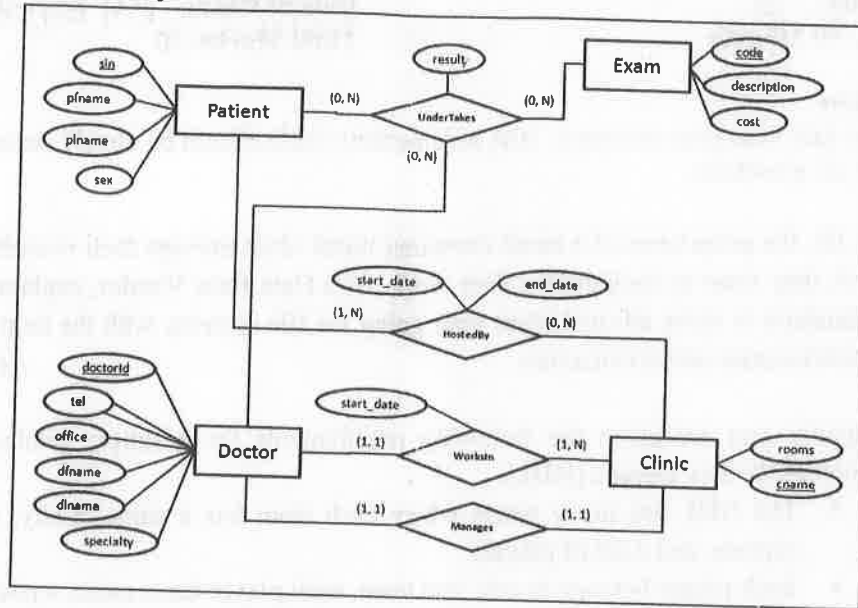 sin
pfname
plname
sex
Patient
(0, N)
result
UnderTakes
(0, N)
(0, N)
Exam
code
description
cost
start_date
end_date
(1, N)
HostedBy
(0, N)
doctorId
tel
office
dfname
dlname
specialty
Doctor
start_date
(1, 1)
WorksIn
(1, N)
(1, 1)
Manages
(1, 1)
Clinic
rooms
cname